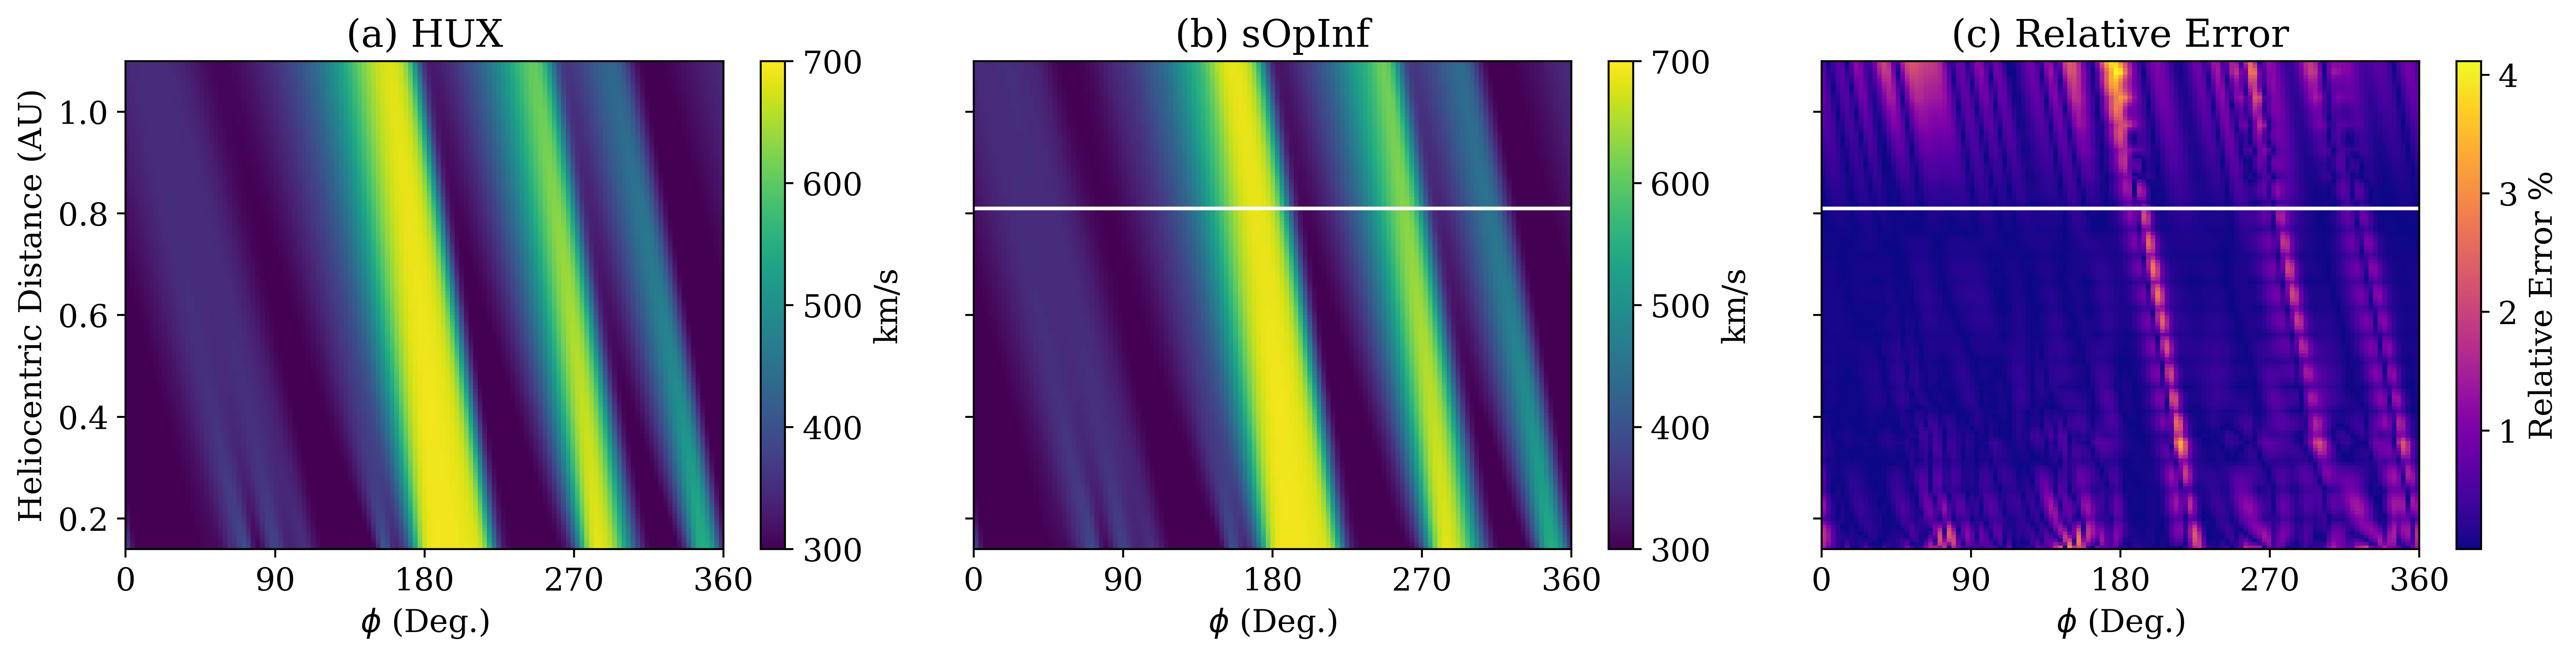 (a) HUX
(b) sOpInf
(c) Relative Error
Heliocentric Distance (AU)
1.0
0.8
0.6
0.4
0.2
0 90 180 270 360
ϕ (Deg.)
700
600
500
400
300
km/s
0 90 180 270 360
ϕ (Deg.)
700
600
500
400
300
km/s
0 90 180 270 360
ϕ (Deg.)
4
3
2
1
Relative Error %